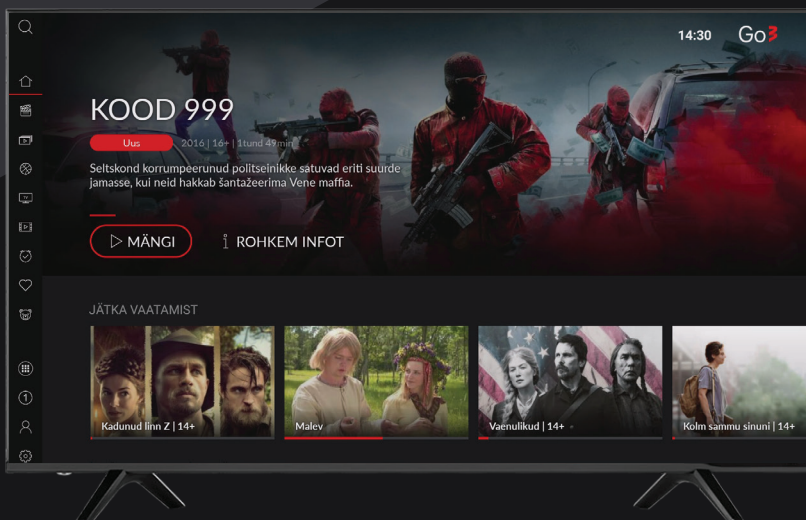 14:30 Go3
KOOD 999
Uus 2016 | 16+ | 1tund 49min
Seltskond korrumpeerunud politseinikke satuvad eriti suurde
jamasse, kui neid hakkab šantažeerima Vene maffia.
MÄNGI ROHKEM INFOT
JÄTKA VAATAMIST
Kadunud linn Z | 14+ Malev Vaenulikud | 14+ Kolm sammu sinuni | 14+
TV
1